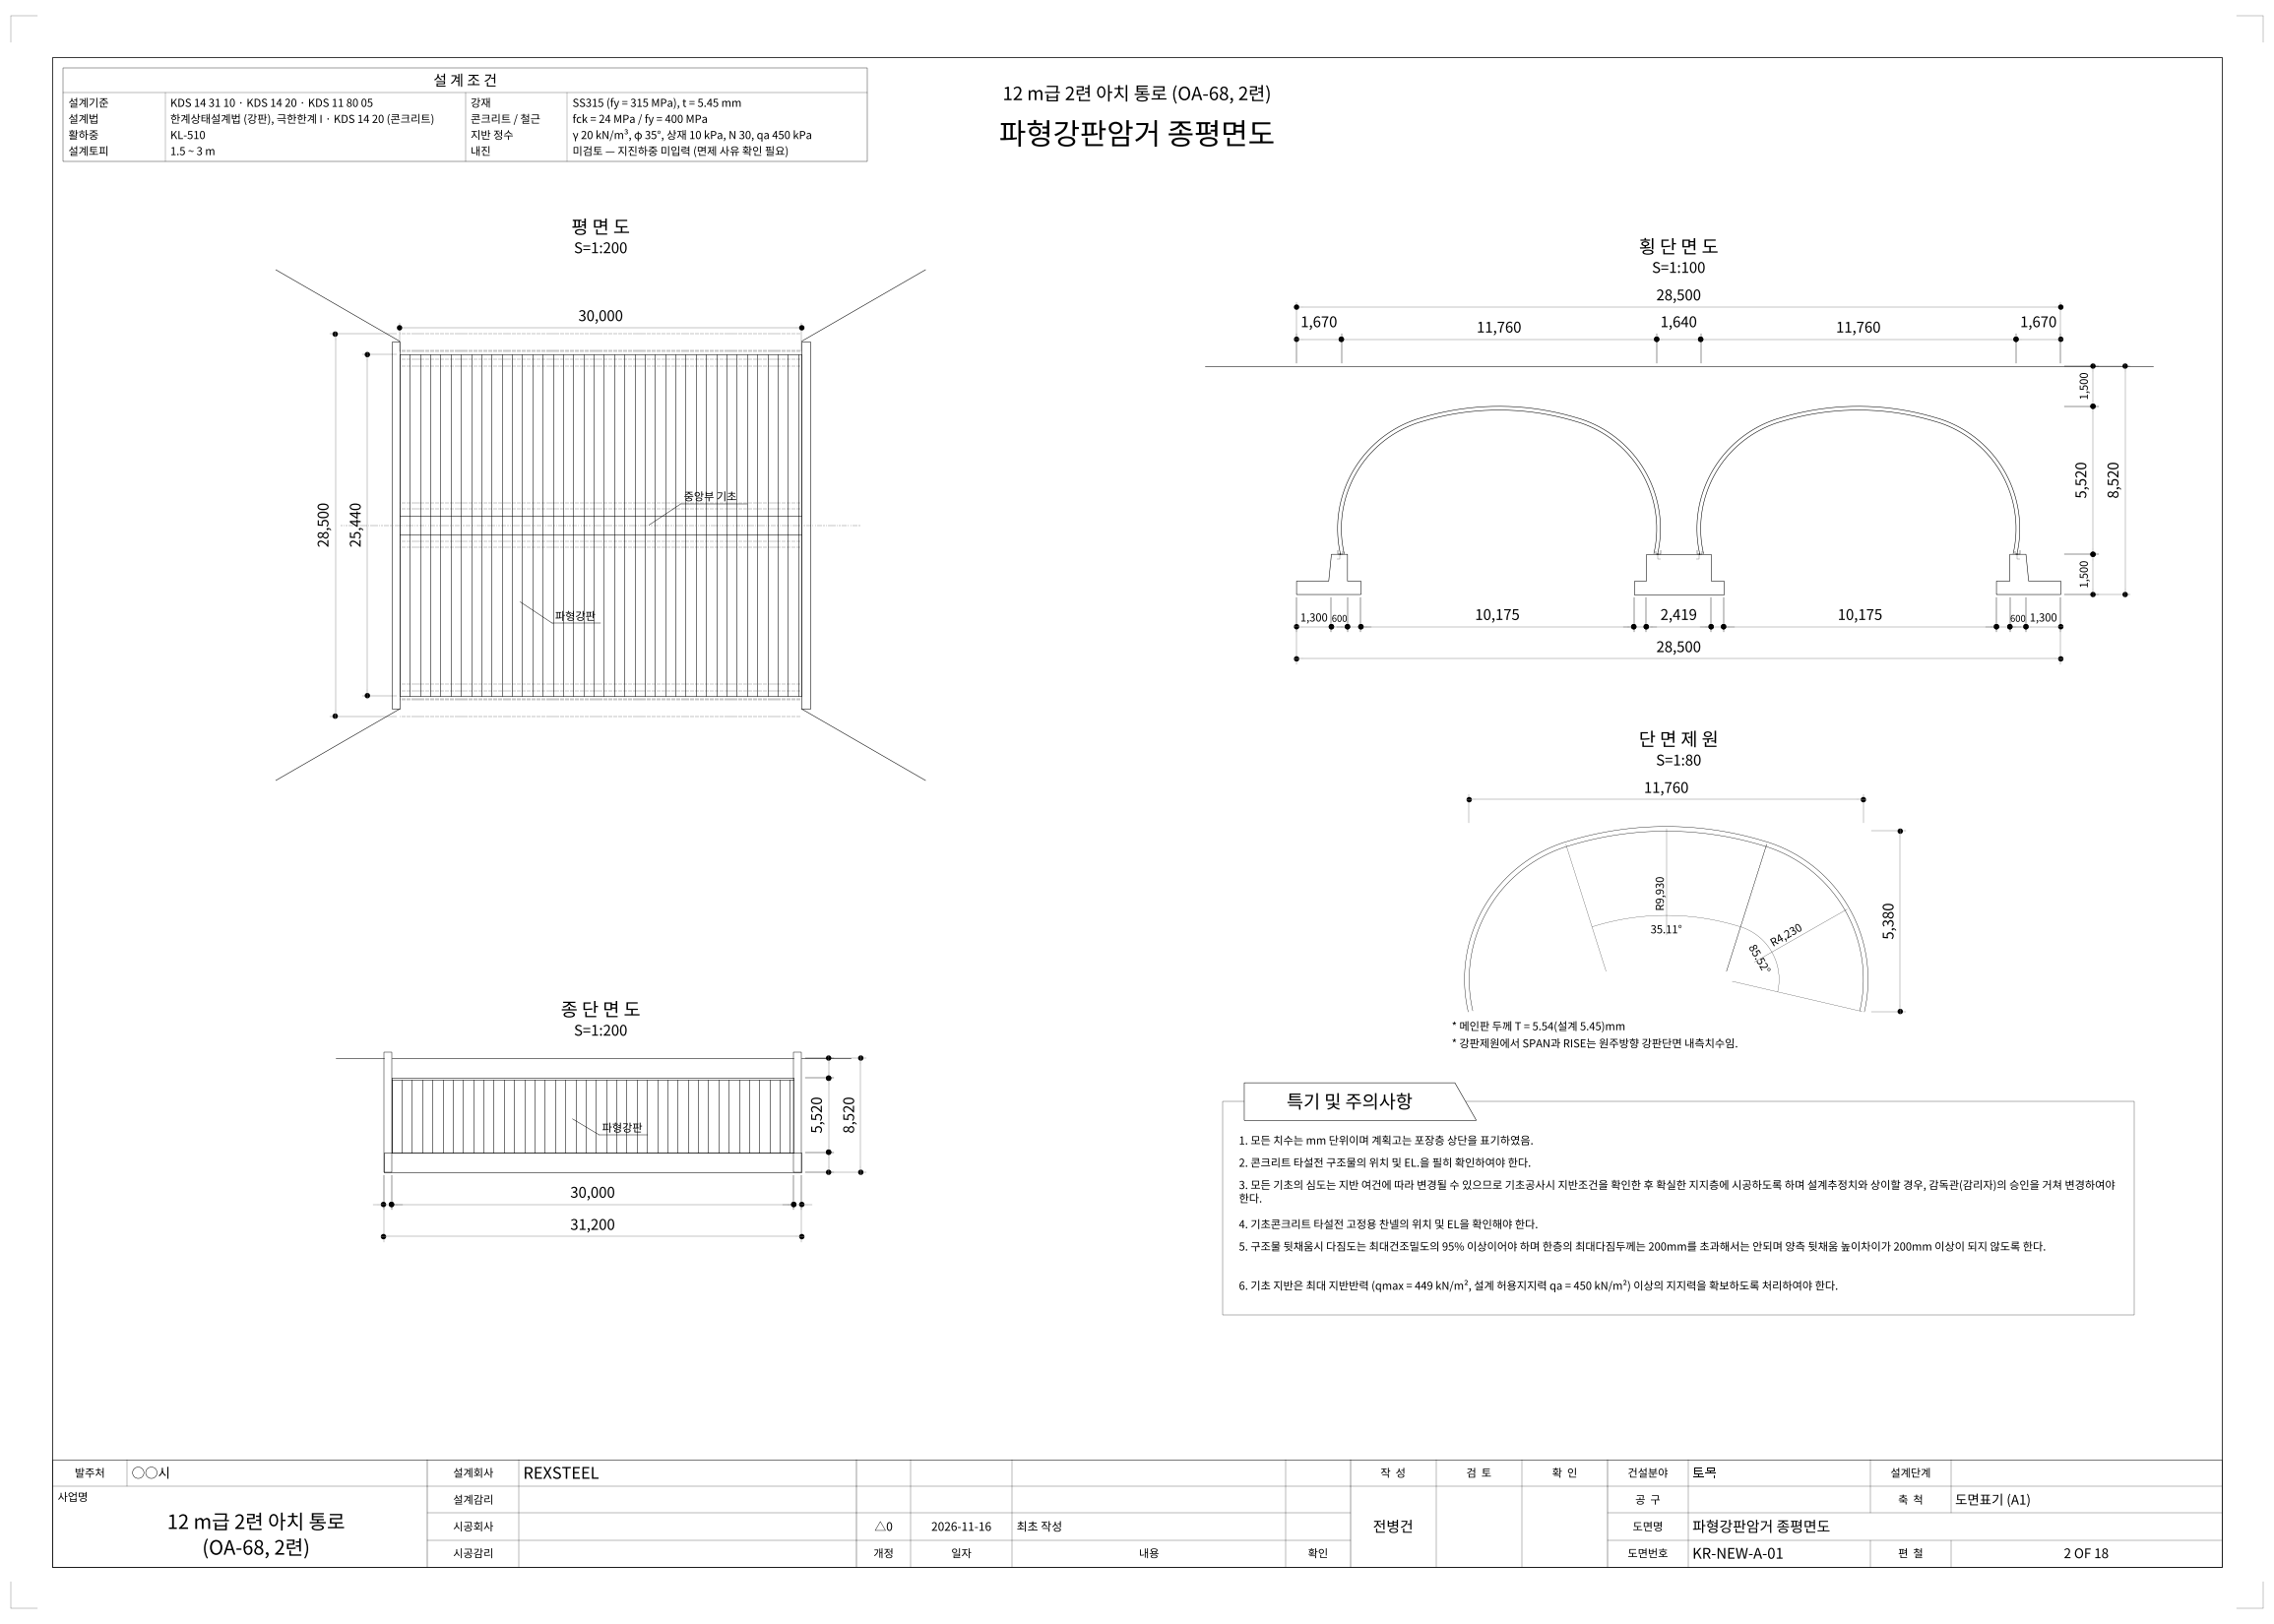 설 계 조 건
설계기준 KDS 14 31 10 · KDS 14 20 · KDS 11 80 05 강재 SS315 (fy = 315 MPa), t = 5.45 mm
설계법 한계상태설계법 (강판), 극한한계 I · KDS 14 20 (콘크리트) 콘크리트 / 철근 fck = 24 MPa / fy = 400 MPa
활하중 KL-510 지반 정수 γ 20 kN/m³, φ 35°, 상재 10 kPa, N 30, qa 450 kPa
설계토피 1.5 ~ 3 m 내진 미검토 — 지진하중 미입력 (면제 사유 확인 필요)
12 m급 2련 아치 통로 (OA-68, 2련)
파형강판암거 종평면도
평 면 도
S=1:200
30,000
28,500
25,440
중앙부 기초
파형강판
횡 단 면 도
S=1:100
28,500
1,670 11,760 1,640 11,760 1,670
1,500
5,520
8,520
1,500
1,300 600 10,175 2,419 10,175 600 1,300
28,500
단 면 제 원
S=1:80
11,760
R9,930
35.11°
R4,230
85.52°
5,380
* 메인판 두께 T = 5.54(설계 5.45)mm
* 강판제원에서 SPAN과 RISE는 원주방향 강판단면 내측치수임.
종 단 면 도
S=1:200
파형강판
5,520
8,520
30,000
31,200
특기 및 주의사항
1. 모든 치수는 mm 단위이며 계획고는 포장층 상단을 표기하였음.
2. 콘크리트 타설전 구조물의 위치 및 EL.을 필히 확인하여야 한다.
3. 모든 기초의 심도는 지반 여건에 따라 변경될 수 있으므로 기초공사시 지반조건을 확인한 후 확실한 지지층에 시공하도록 하며 설계추정치와 상이할 경우, 감독관(감리자)의 승인을 거쳐 변경하여야
한다.
4. 기초콘크리트 타설전 고정용 찬넬의 위치 및 EL을 확인해야 한다.
5. 구조물 뒷채움시 다짐도는 최대건조밀도의 95% 이상이어야 하며 한층의 최대다짐두께는 200mm를 초과해서는 안되며 양측 뒷채움 높이차이가 200mm 이상이 되지 않도록 한다.
6. 기초 지반은 최대 지반반력 (qmax = 449 kN/m², 설계 허용지지력 qa = 450 kN/m²) 이상의 지지력을 확보하도록 처리하여야 한다.
발주처 ○○시 설계회사 REXSTEEL 작 성 검 토 확 인 건설분야 토목 설계단계
사업명 설계감리 공 구 축 척 도면표기 (A1)
12 m급 2련 아치 통로
(OA-68, 2련)
시공회사 △0 2026-11-16 최초 작성 전병건 도면명 파형강판암거 종평면도
시공감리 개정 일자 내용 확인 도면번호 KR-NEW-A-01 편 철 2 OF 18